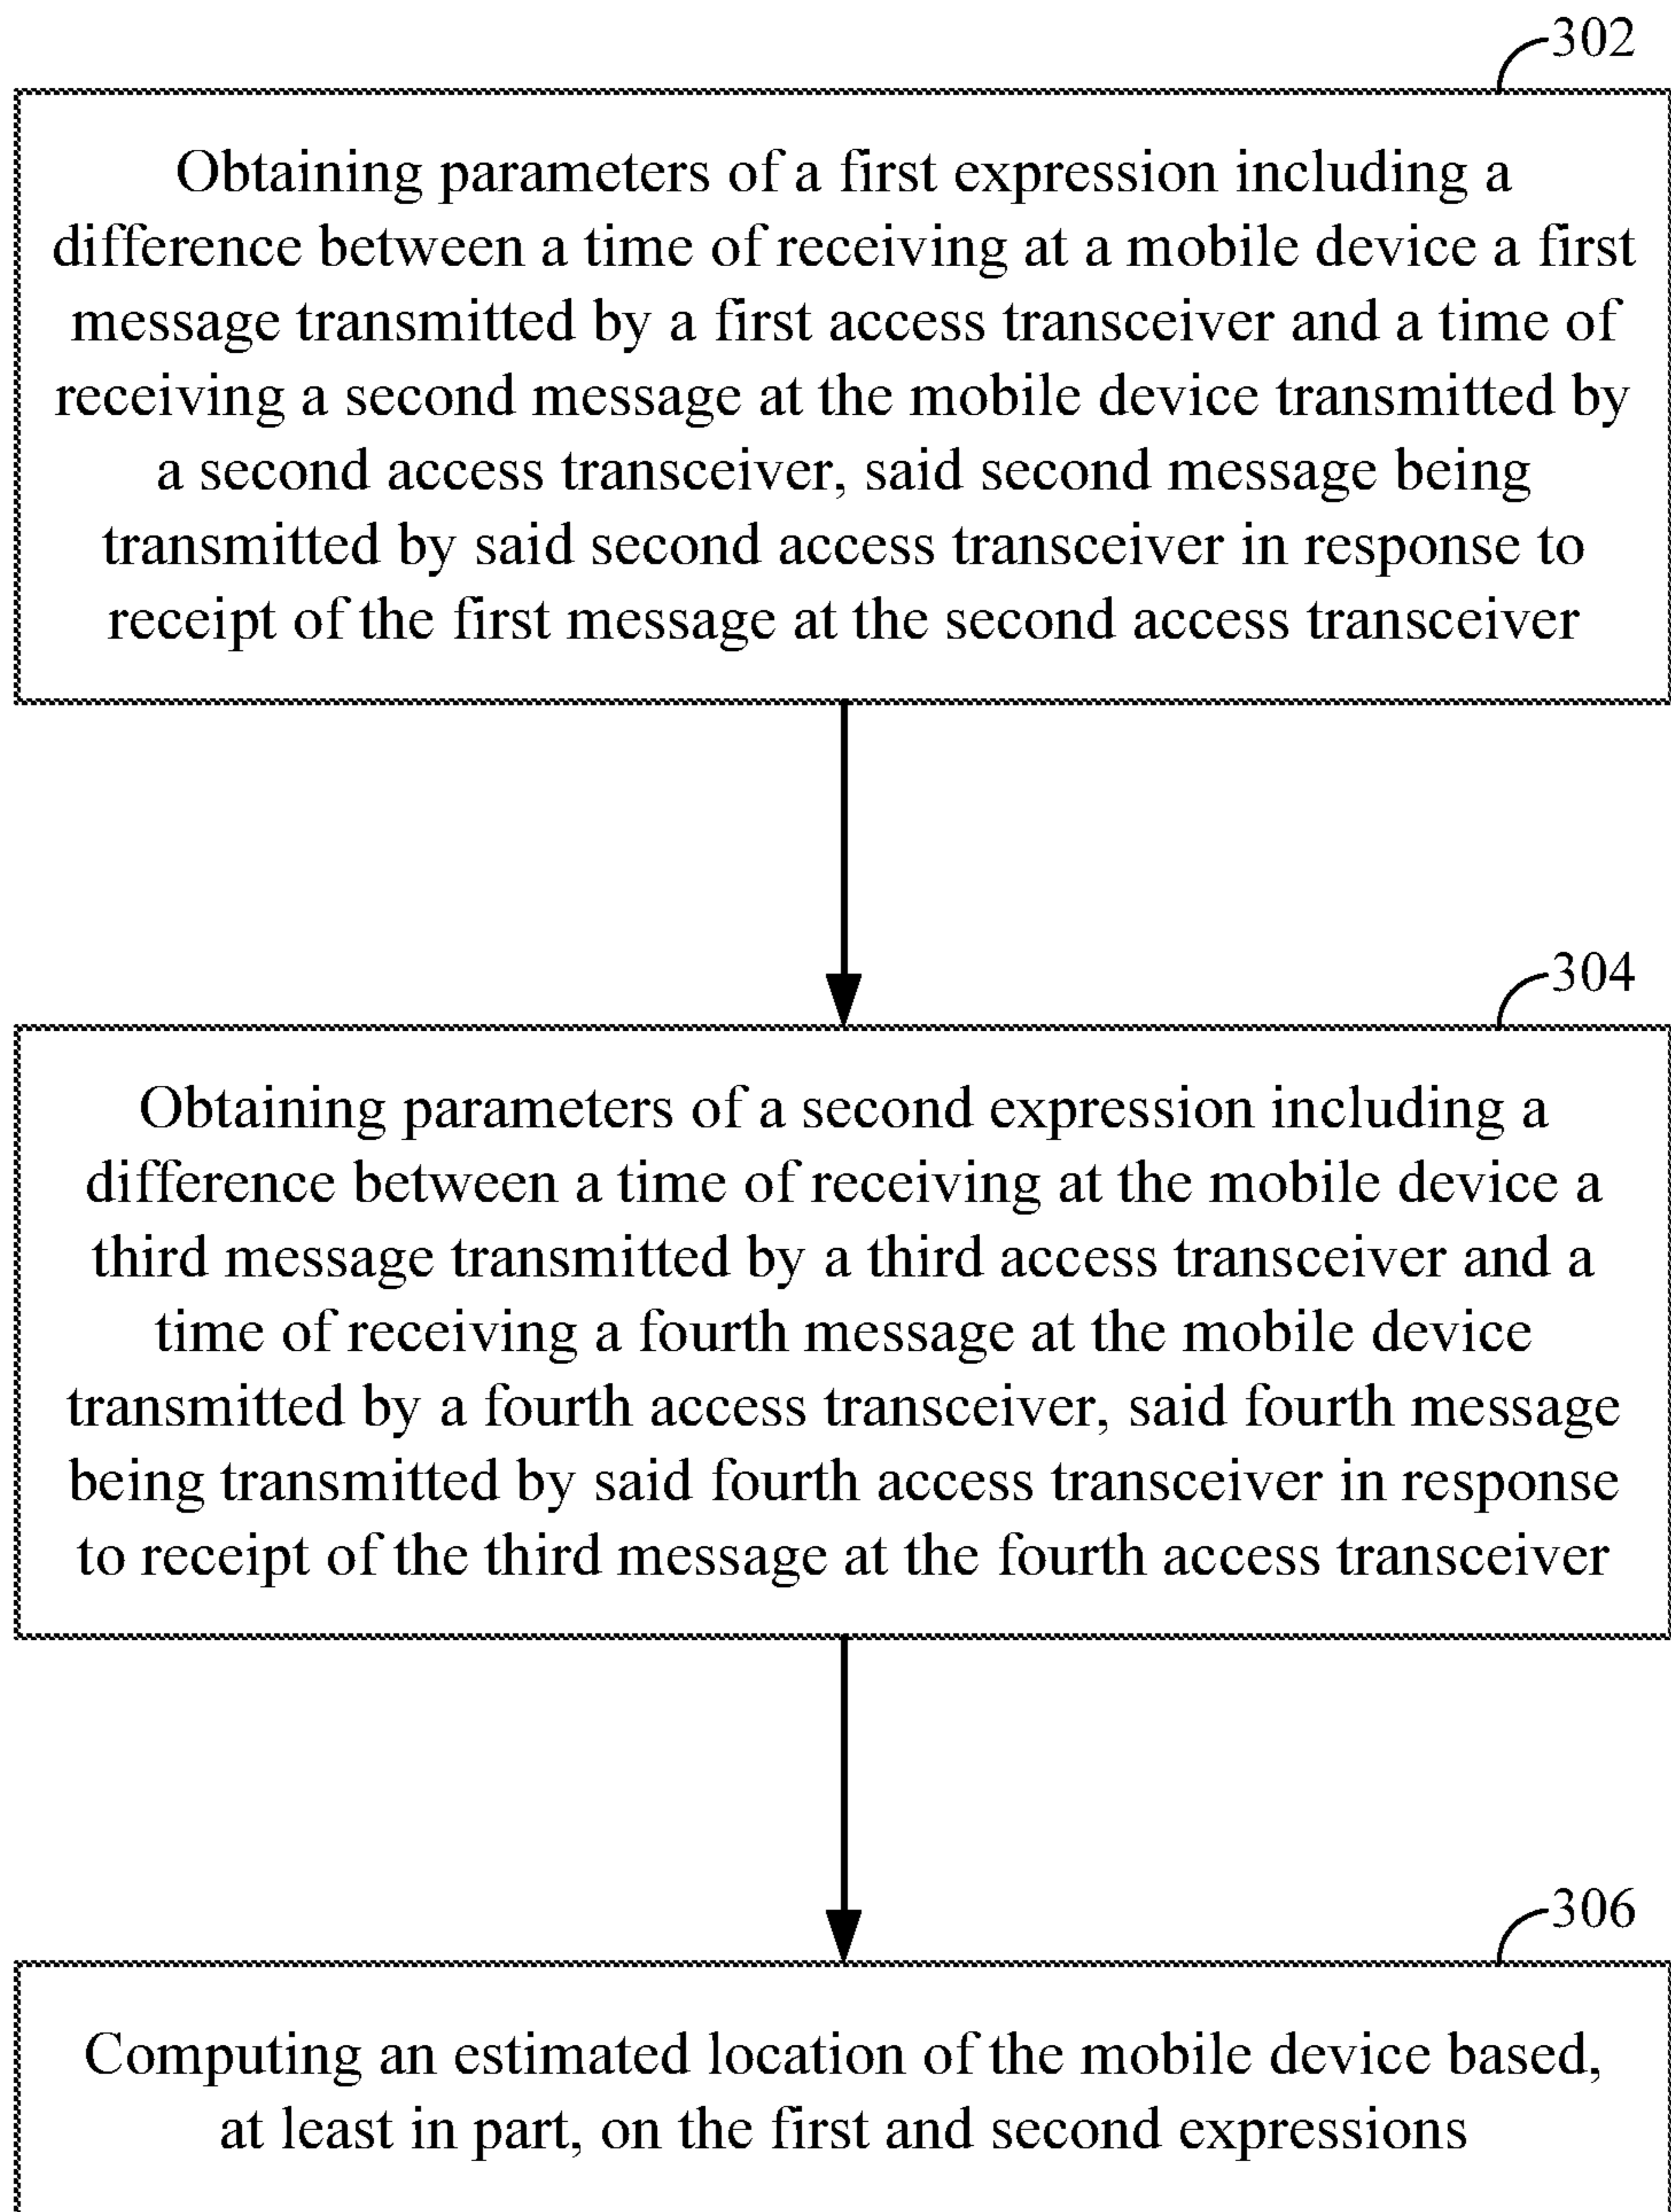 302
Obtaining parameters of a first expression including a
difference between a time of receiving at a mobile device a first
message transmitted by a first access transceiver and a time of
receiving a second message at the mobile device transmitted by
a second access transceiver, said second message being
transmitted by said second access transceiver in response to
receipt of the first message at the second access transceiver
304
Obtaining parameters of a second expression including a
difference between a time of receiving at the mobile device a
third message transmitted by a third access transceiver and a
time of receiving a fourth message at the mobile device
transmitted by a fourth access transceiver, said fourth message
being transmitted by said fourth access transceiver in response
to receipt of the third message at the fourth access transceiver
306
Computing an estimated location of the mobile device based,
at least in part, on the first and second expressions